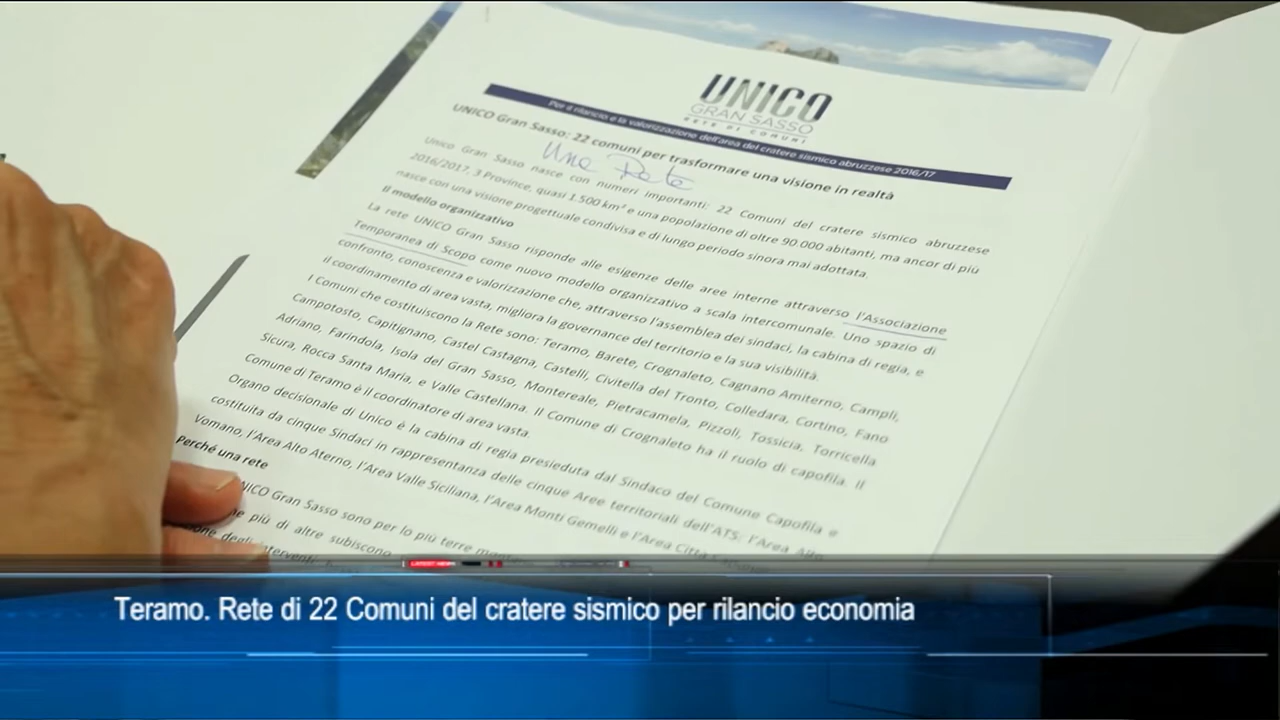 UNICO
GRAN SASSO
RETE DI COMUNI
Per il rilancio e la valorizzazione dell'area del cratere sismico abruzzese 2016/17
UNICO Gran Sasso: 22 comuni per trasformare una visione in realtà
Une Rete
Unico Gran Sasso nasce con numeri importanti: 22 Comuni del cratere sismico abruzzese
2016/2017, 3 Province, quasi 1.500 km² e una popolazione di oltre 90 000 abitanti, ma ancor di più
nasce con una visione progettuale condivisa e di lungo periodo sinora mai adottata
Il modello organizzativo
La rete UNICO Gran Sasso risponde alle esigenze delle aree interne attraverso l'Associazione
Temporanea di Scopo come nuovo modello organizzativo a scala intercomunale. Uno spazio di
confronto, conoscenza e valorizzazione che, attraverso l'assemblea dei sindaci, la cabina di regia, e
il coordinamento di area vasta, migliora la governance del territorio e la sua visibilità.
I Comuni che costituiscono la Rete sono: Teramo, Barete, Crognaleto, Cagnano Amiterno, Campli,
Campotosto, Capitignano, Castel Castagna, Castelli, Civitella del Tronto, Colledara, Cortino, Fano
Adriano, Farindola, Isola del Gran Sasso, Montereale, Pietracamela, Pizzoli, Tossicia, Torricella
Sicura, Rocca Santa Maria, e Valle Castellana. Il Comune di Crognaleto ha il ruolo di capofila. Il
Comune di Teramo è il coordinatore di area vasta.
Organo decisionale di Unico è la cabina di regia presieduta dal Sindaco del Comune Capofila e
costituita da cinque Sindaci in rappresentanza delle cinque Aree territoriali dell'ATS: l'Area Alto
Vomano, l'Area Alto Aterno, l'Area Valle Siciliana, l'Area Monti Gemelli e l'Area
Perché una rete
NICO Gran Sasso sono per lo più terre
ne più di altre subiscono
degli interventi
LATEST NEWS
Teramo. Rete di 22 Comuni del cratere sismico per rilancio economia